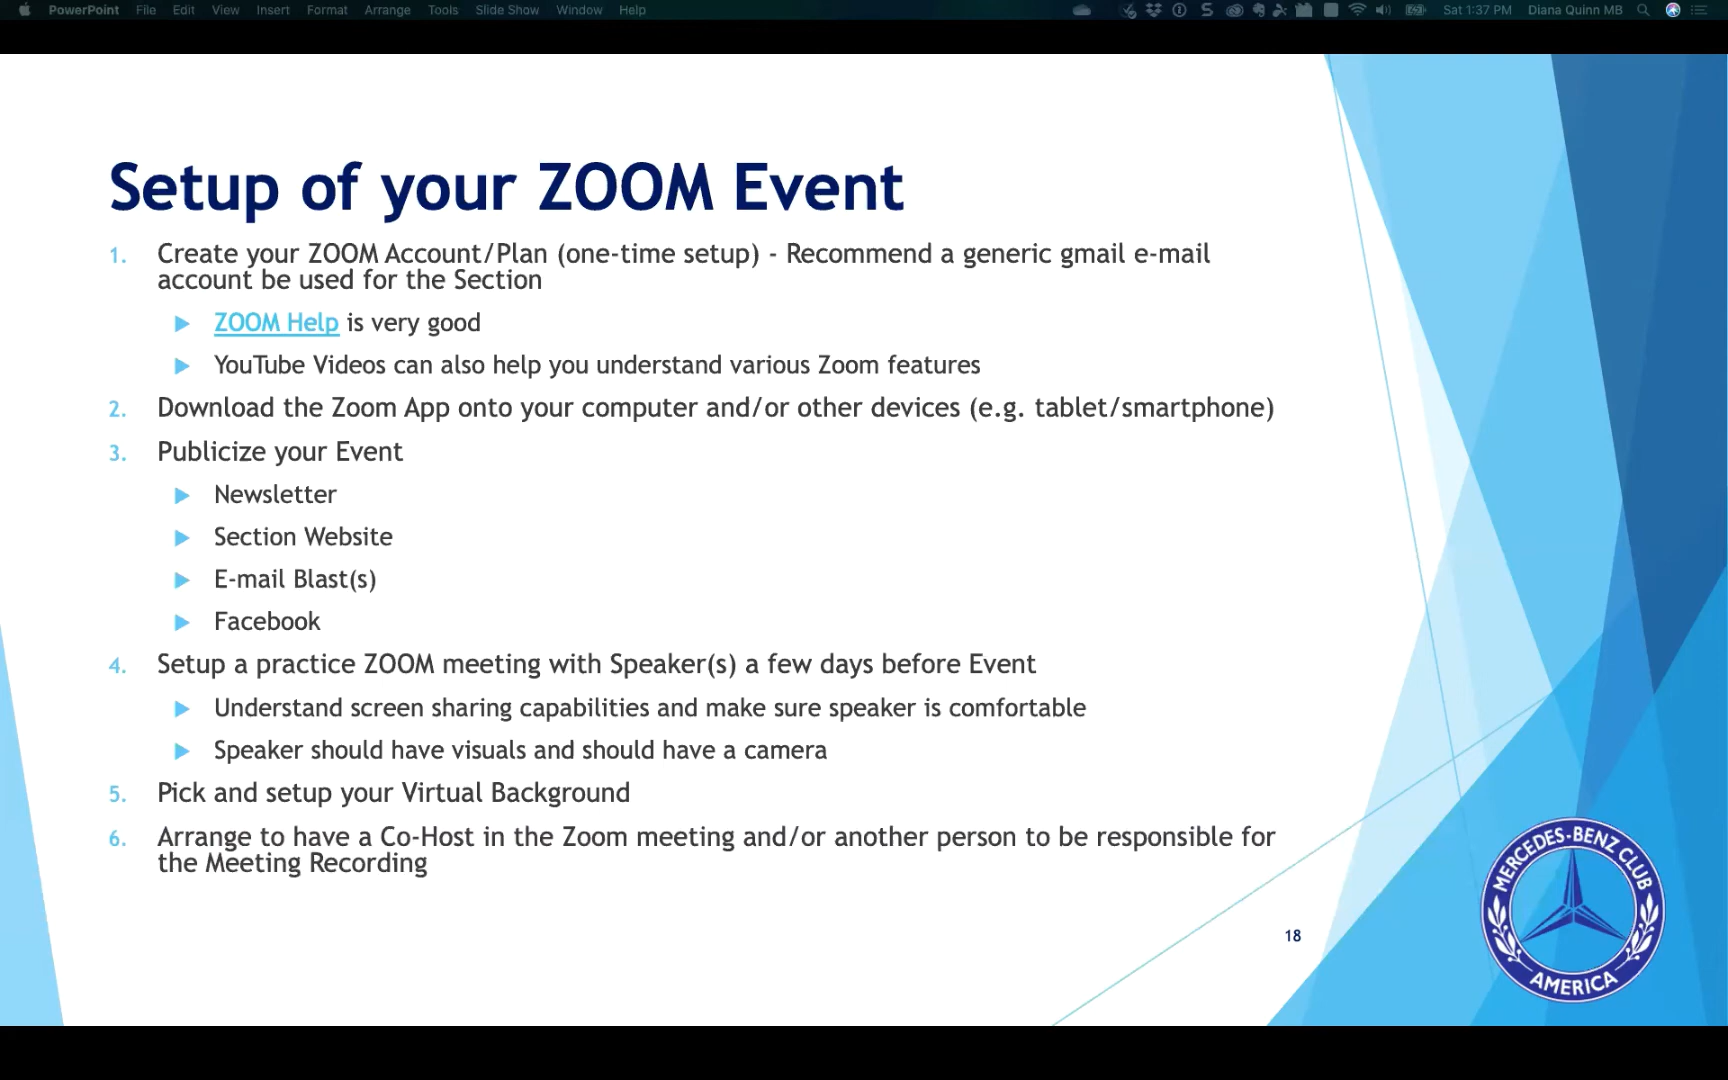 PowerPoint File Edit View Insert Format Arrange Tools Slide Show Window Help Sat 1:37 PM Diana Quinn MB
Setup of your ZOOM Event
1. Create your ZOOM Account/Plan (one-time setup) - Recommend a generic gmail e-mail
account be used for the Section
ZOOM Help is very good
YouTube Videos can also help you understand various Zoom features
2. Download the Zoom App onto your computer and/or other devices (e.g. tablet/smartphone)
3. Publicize your Event
Newsletter
Section Website
E-mail Blast(s)
Facebook
4. Setup a practice ZOOM meeting with Speaker(s) a few days before Event
Understand screen sharing capabilities and make sure speaker is comfortable
Speaker should have visuals and should have a camera
5. Pick and setup your Virtual Background
6. Arrange to have a Co-Host in the Zoom meeting and/or another person to be responsible for
the Meeting Recording
18
MERCEDES-BENZ CLUB
AMERICA